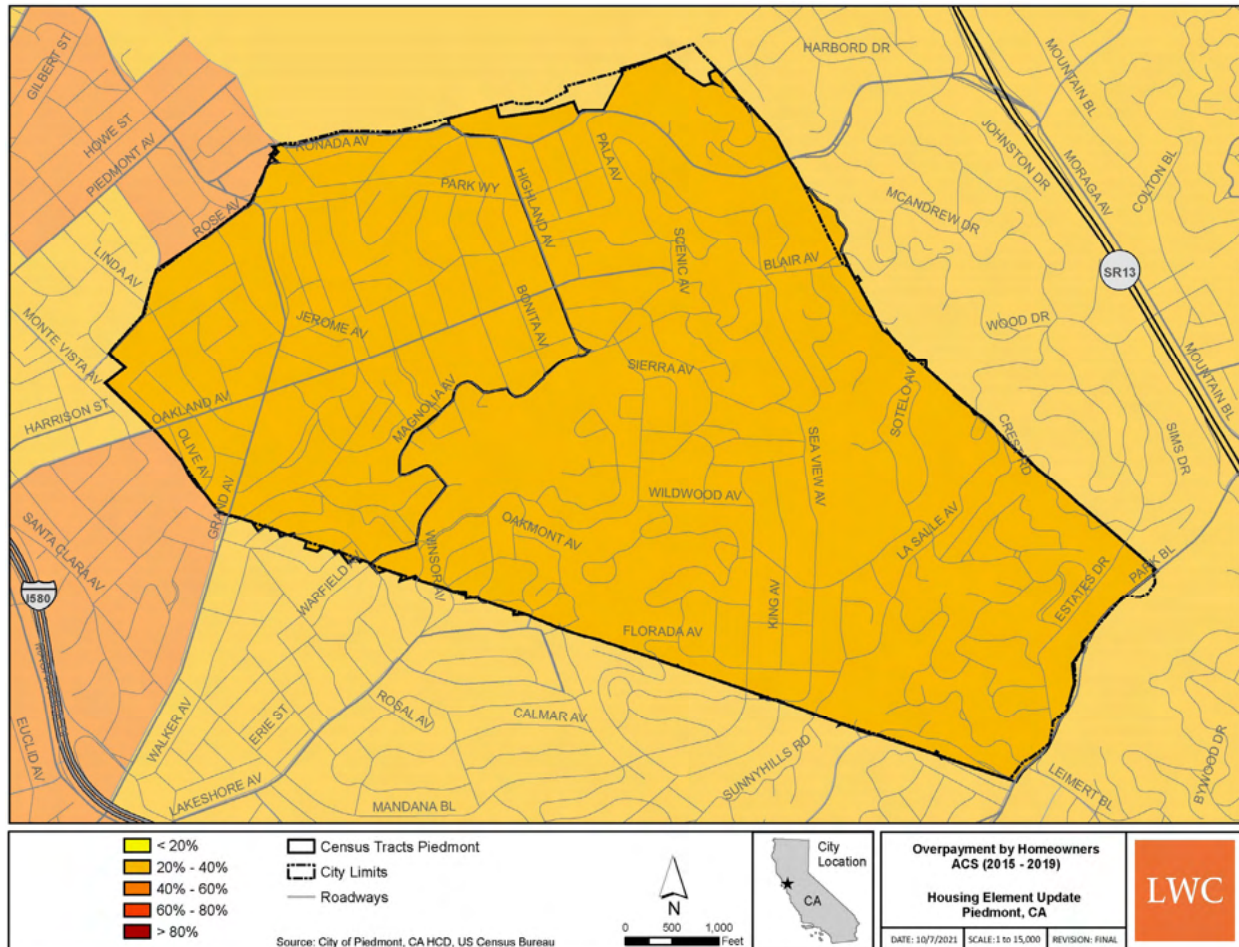 GILBERT ST
HOWE ST
PIEDMONT AV
HARBORD DR
MOUNTAIN BL
JOHNSTON DR
MORAGA AV
COLTON BL
RONADA AV
PALA AV
PARK WY
HIGHLAND AV
ROSE AV
MCANDREW DR
LINDA AV
SCENIC AV
BLAIR AV
SR13
BONITA AV
JEROME AV
WOOD DR
MONTE VISTA AV
MOUNTAIN BL
SIERRA AV
MAGNOLIA AV
HARRISON ST
OAKLAND AV
SOTELO AV
OLIVE AV
SEA VIEW AV
CREST RD
SIMS DR
WILDWOOD AV
GRAND AV
OAKMONT AV
LA SALLE AV
SANTA CLARA AV
WINSOR AV
PARK BL
I580
WARFIELD
ESTATES DR
KING AV
FLORADA AV
EUCLID AV
WALKER AV
ERIE ST
ROSAL AV
CALMAR AV
SUNNYHILLS RD
BYWOOD DR
LAKESHORE AV
MANDANA BL
LEIMERT BL
< 20%
20% - 40%
40% - 60%
60% - 80%
> 80%
Census Tracts Piedmont
City Limits
Roadways
Source: City of Piedmont, CA HCD, US Census Bureau
N
0 500 1,000
Feet
City
Location
CA
Overpayment by Homeowners
ACS (2015 - 2019)
Housing Element Update
Piedmont, CA
DATE: 10/7/2021 SCALE: 1 to 15,000 REVISION: FINAL
LWC